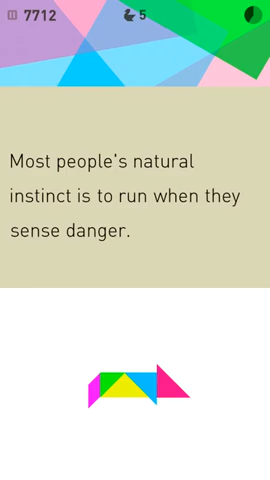 7712
5
Most people's natural
instinct is to run when they
sense danger.